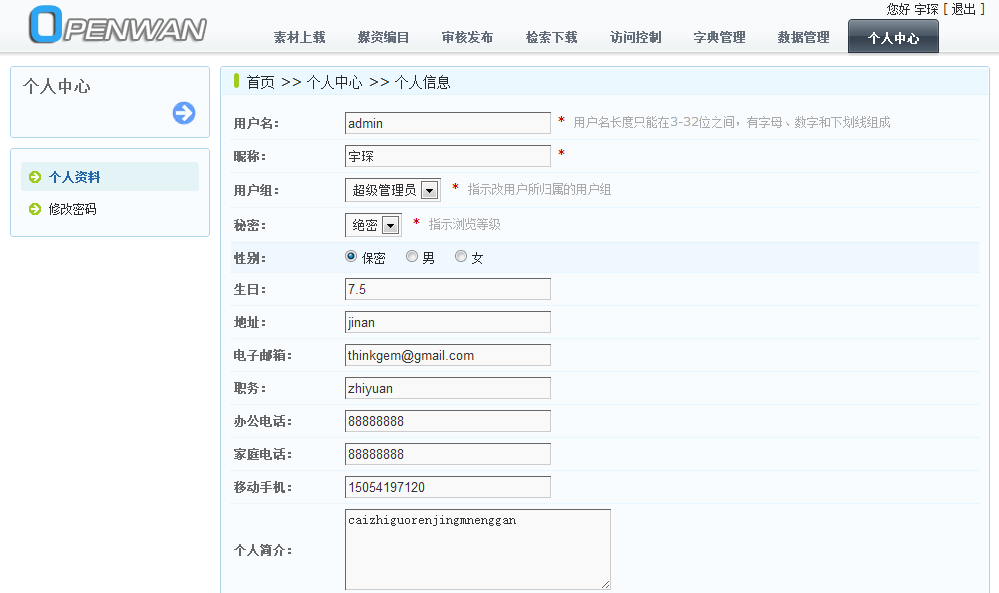 您好 宇琛 [ 退出 ]
OPENWAN
素材上载 媒资编目 审核发布 检索下载 访问控制 字典管理 数据管理 个人中心
个人中心
个人资料
修改密码
首页 >> 个人中心 >> 个人信息
用户名: admin * 用户名长度只能在3-32位之间,有字母、数字和下划线组成
昵称: 宇琛 *
用户组: 超级管理员 * 指示改用户所归属的用户组
秘密: 绝密 * 指示浏览等级
性别: 保密 男 女
生日: 7.5
地址: jinan
电子邮箱: thinkgem@gmail.com
职务: zhiyuan
办公电话: 88888888
家庭电话: 88888888
移动手机: 15054197120
个人简介: caizhiguorenjingmnenggan